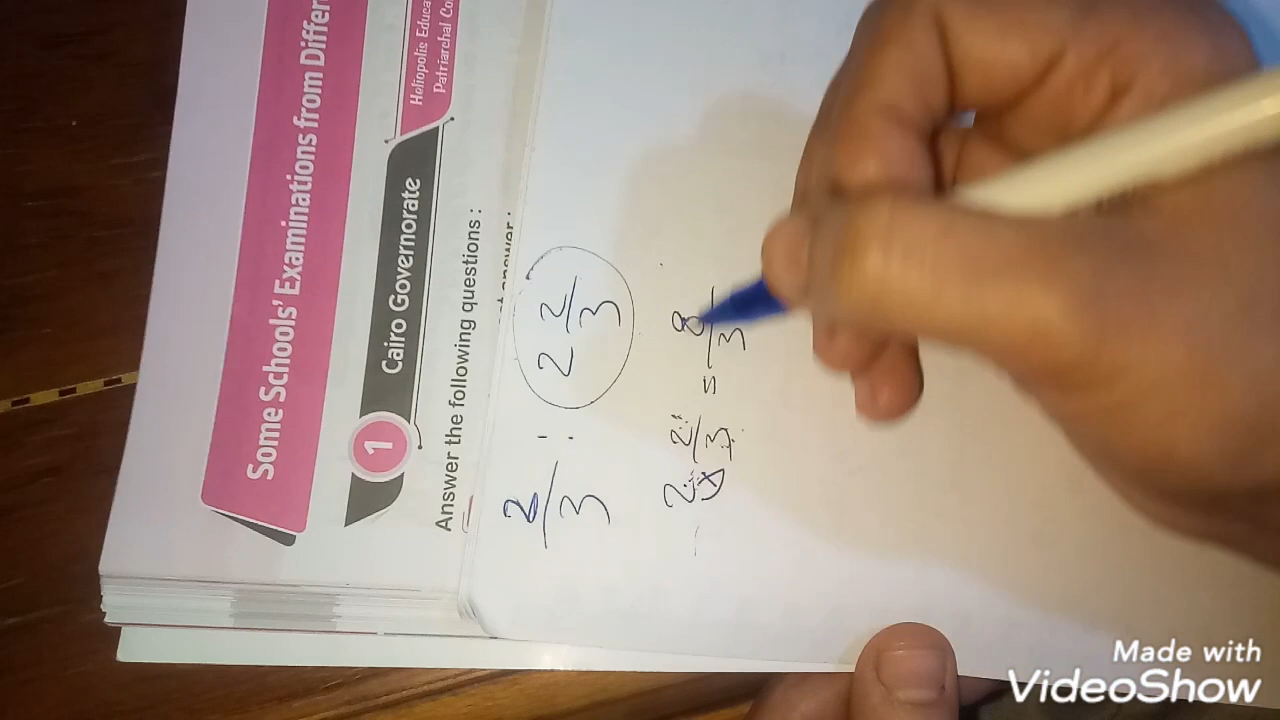 Some Schools' Examinations from Differ
1 Cairo Governorate
Heliopolis Educa
Patriarchal Co
Answer the following questions :
answer :
2/3 : 2 2/3
2 2/3 = 8/3
Made with
VideoShow